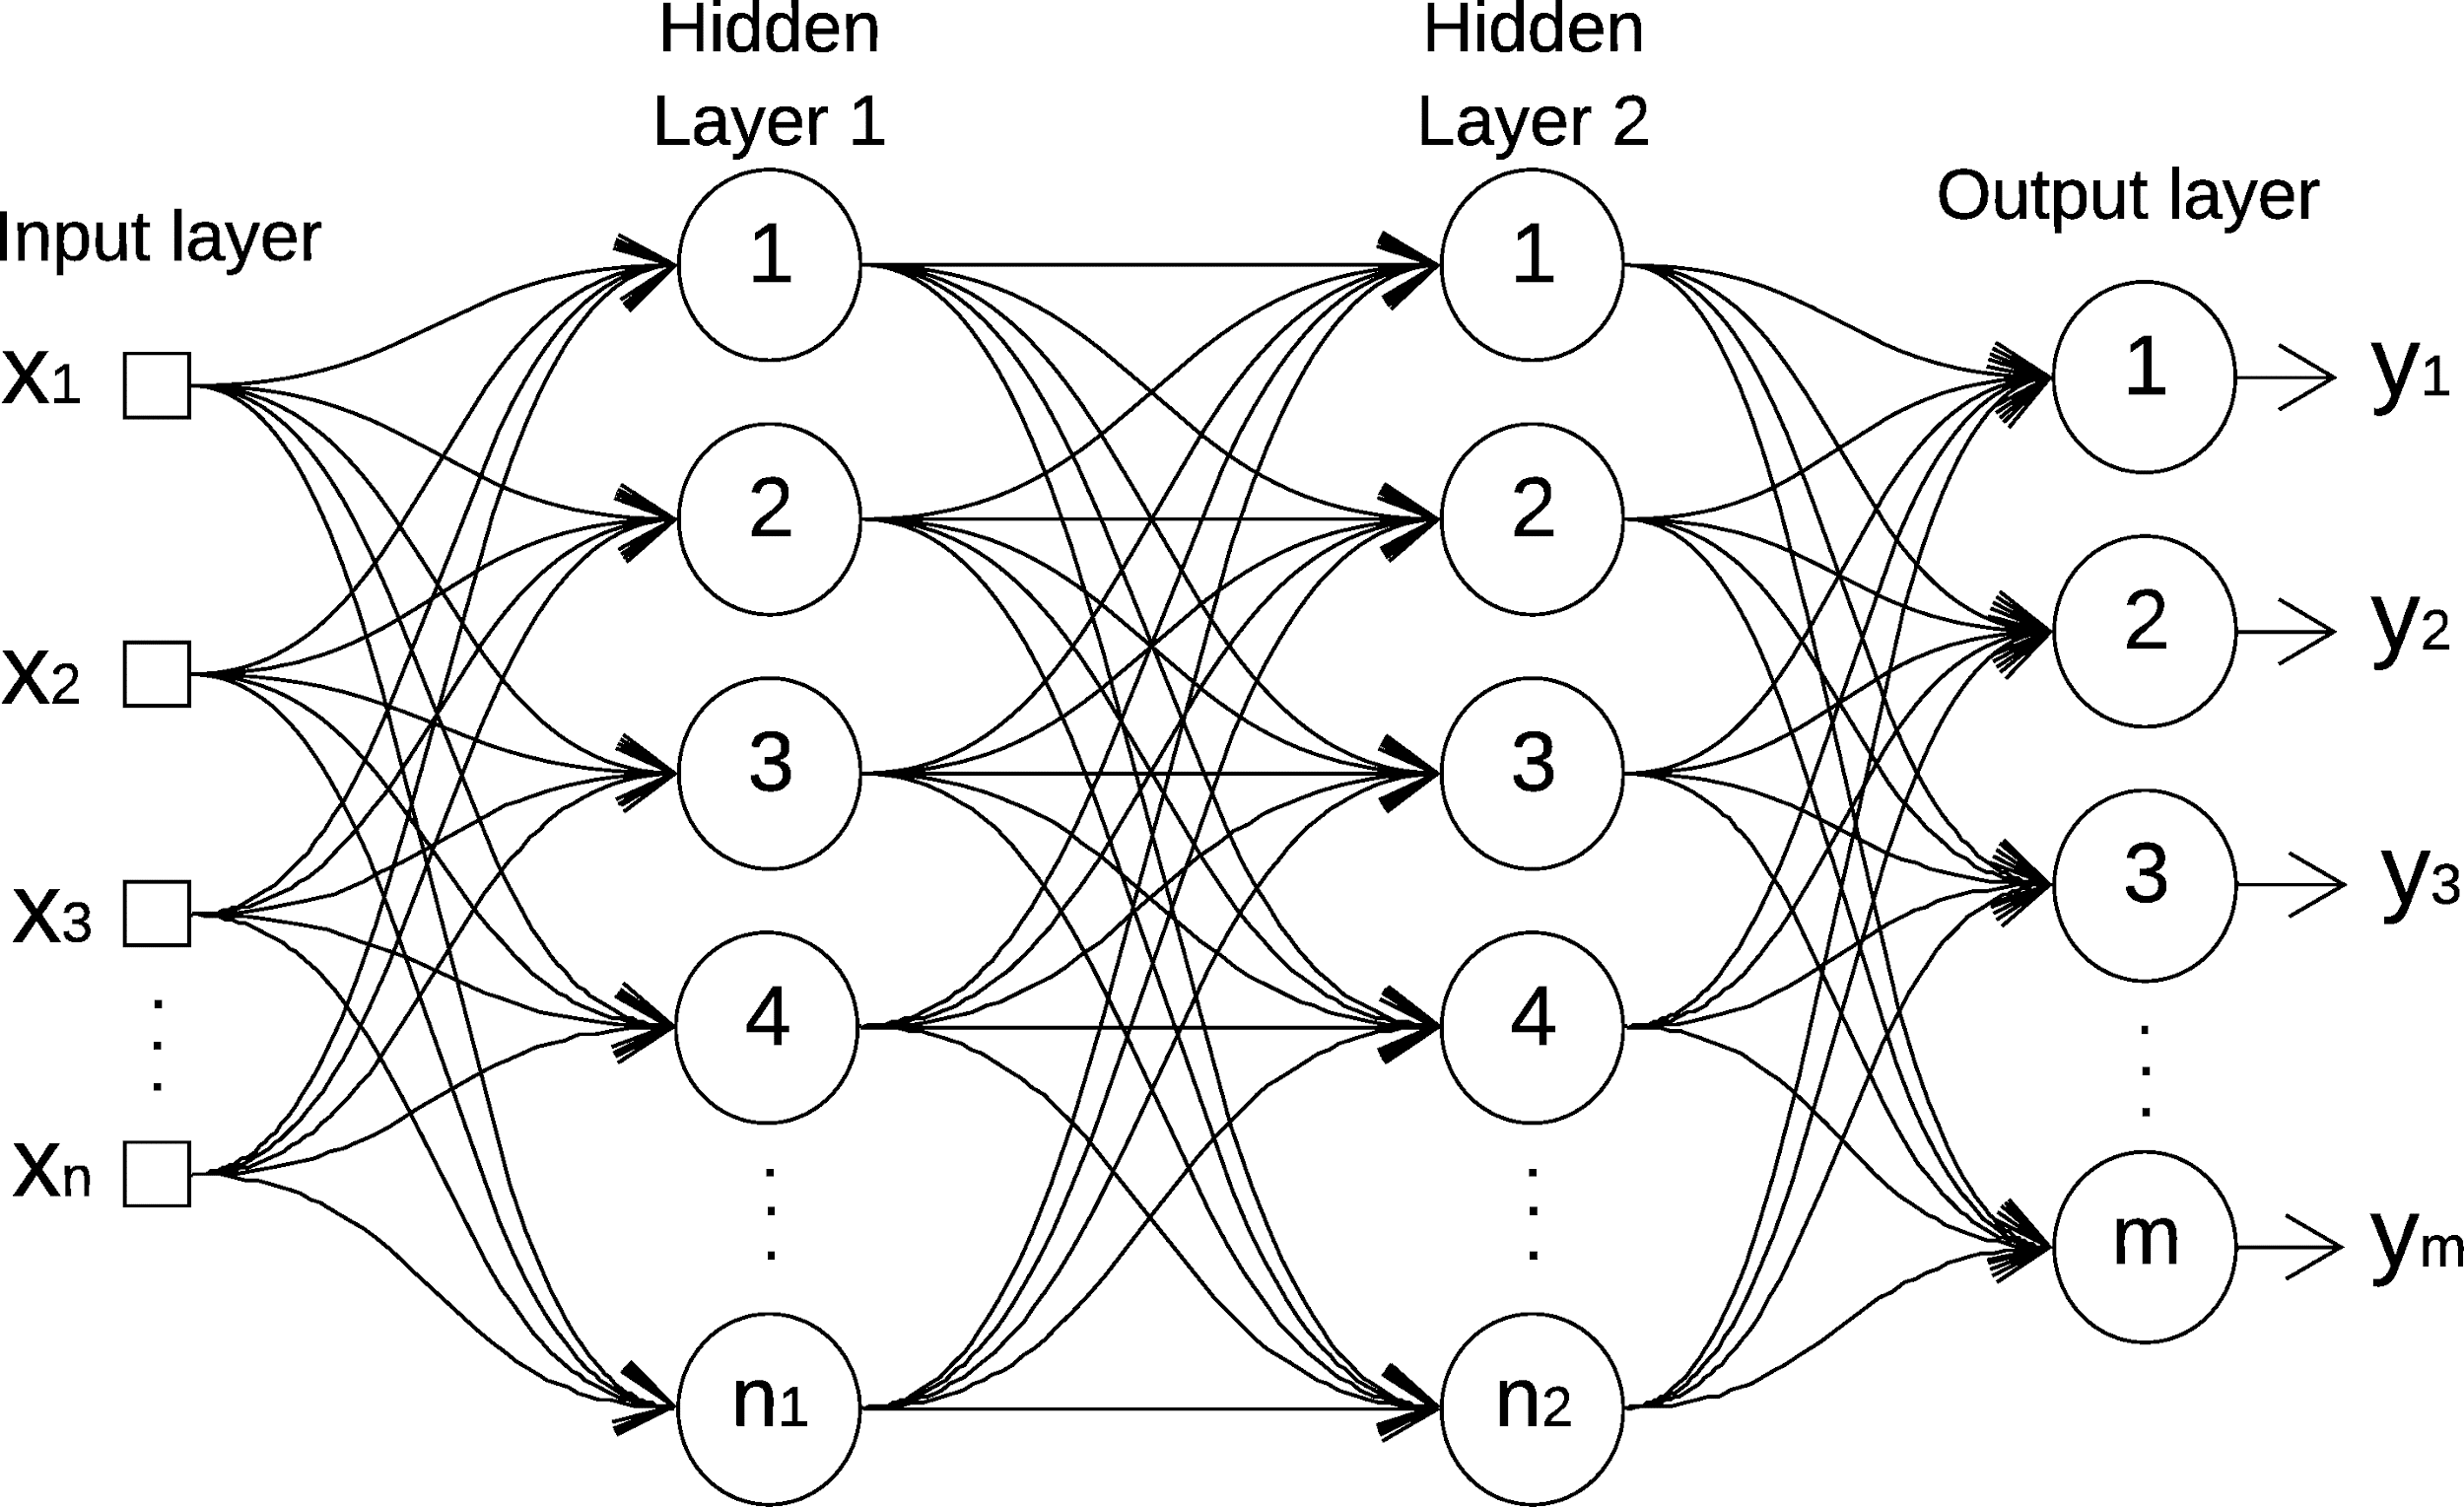 Hidden
Layer 1
Hidden
Layer 2
Input layer
Output layer
x1
x2
x3
.
.
.
xn
1
2
3
4
.
.
.
n1
1
2
3
4
.
.
.
n2
1
2
3
.
.
.
m
y1
y2
y3
ym